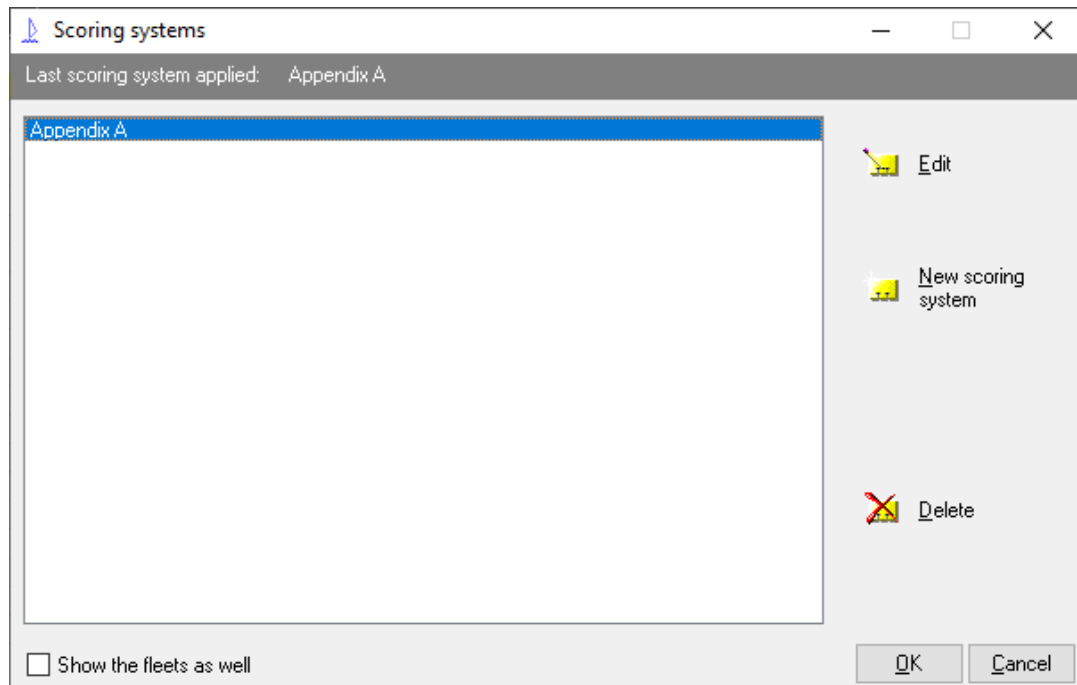 Scoring systems
Last scoring system applied: Appendix A
Appendix A
Edit
New scoring
system
Delete
Show the fleets as well
OK
Cancel